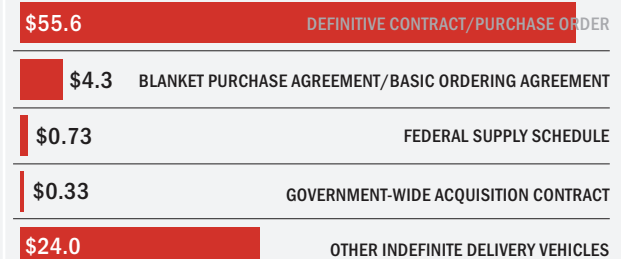 $55.6 DEFINITIVE CONTRACT/PURCHASE ORDER
$4.3 BLANKET PURCHASE AGREEMENT/BASIC ORDERING AGREEMENT
$0.73 FEDERAL SUPPLY SCHEDULE
$0.33 GOVERNMENT-WIDE ACQUISITION CONTRACT
$24.0 OTHER INDEFINITE DELIVERY VEHICLES